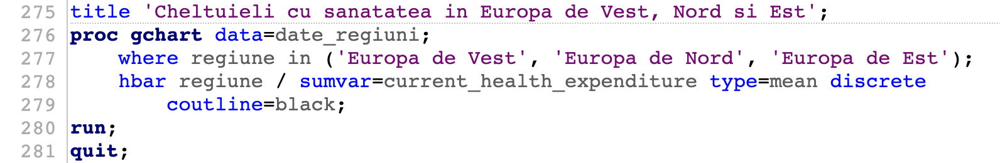 275 title 'Cheltuieli cu sanatatea in Europa de Vest, Nord si Est';
276 proc gchart data=date_regiuni;
277     where regiune in ('Europa de Vest', 'Europa de Nord', 'Europa de Est');
278     hbar regiune / sumvar=current_health_expenditure type=mean discrete
279         coutline=black;
280 run;
281 quit;